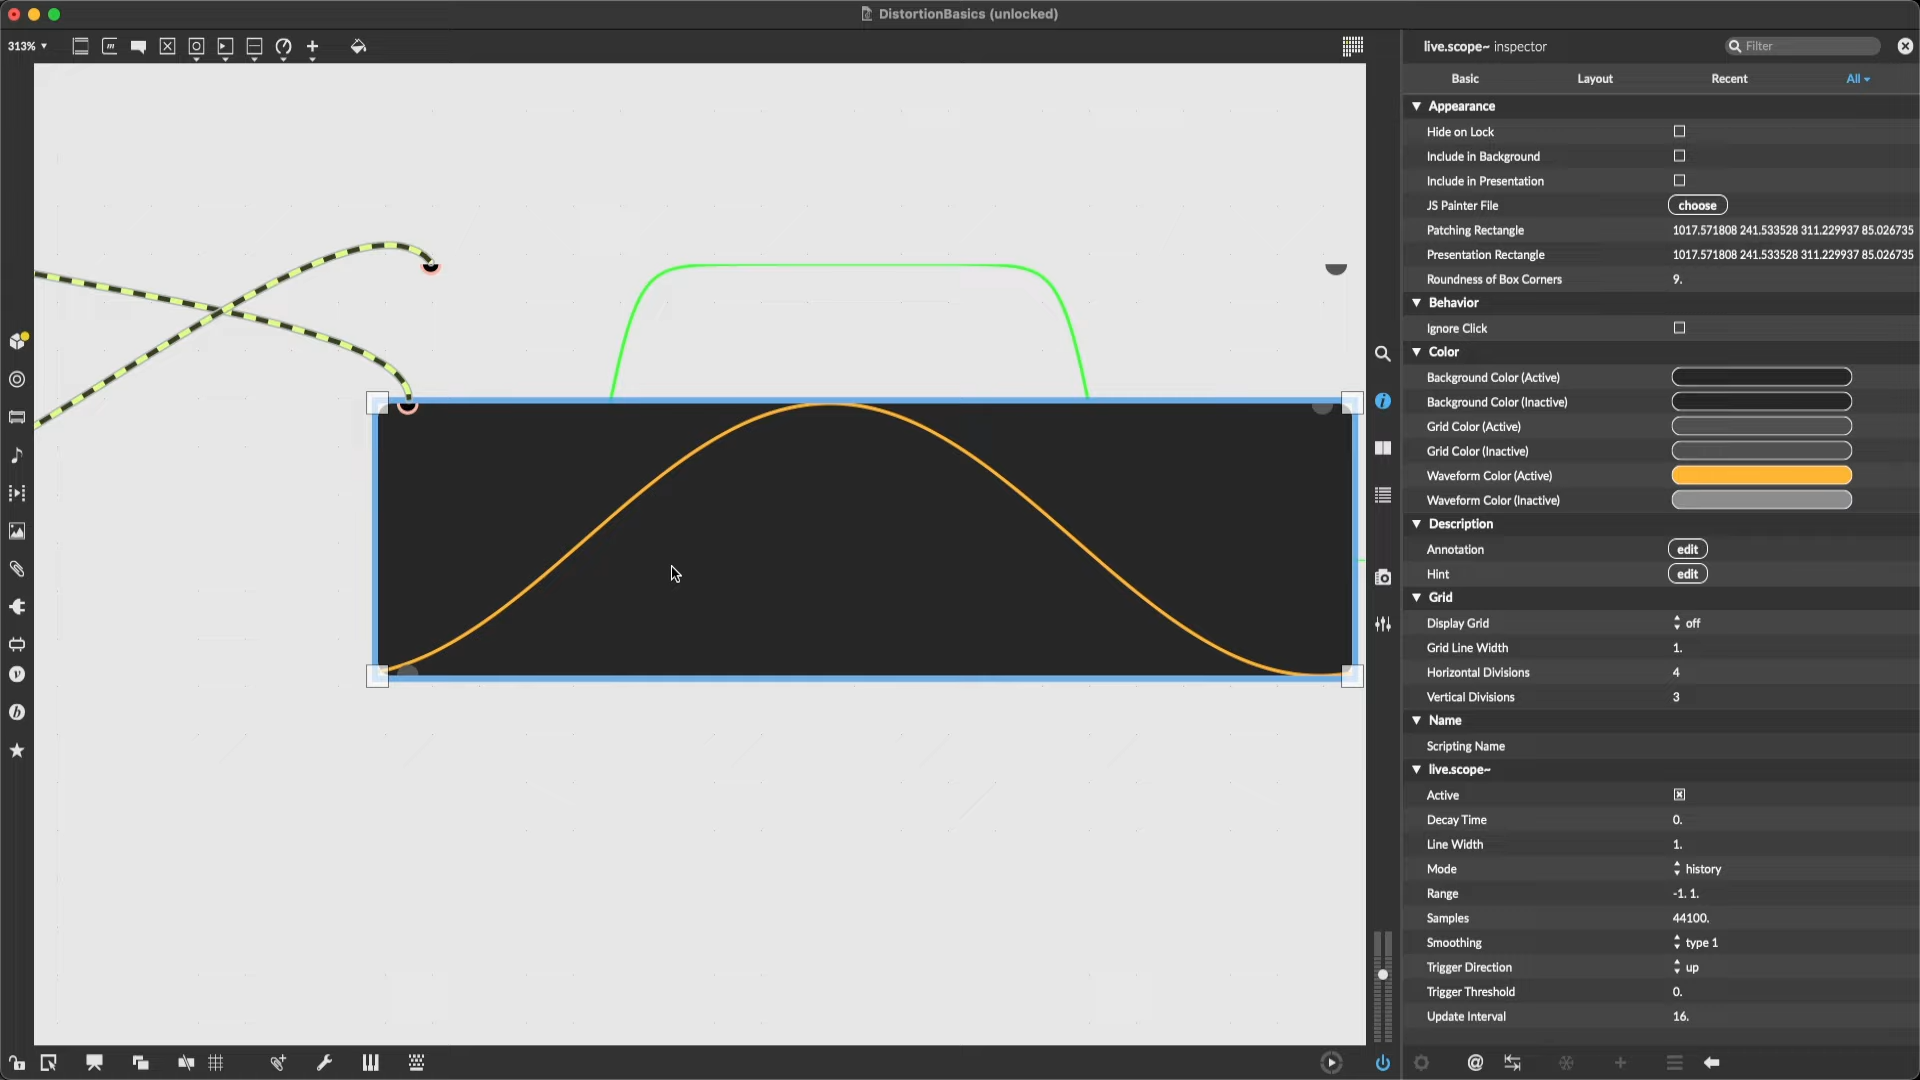 DistortionBasics (unlocked)
313%
live.scope~ inspector
Filter
Basic Layout Recent All
Appearance
Hide on Lock
Include in Background
Include in Presentation
JS Painter File choose
Patching Rectangle 1017.571808 241.533528 311.229937 85.026735
Presentation Rectangle 1017.571808 241.533528 311.229937 85.026735
Roundness of Box Corners 9.
Behavior
Ignore Click
Color
Background Color (Active)
Background Color (Inactive)
Grid Color (Active)
Grid Color (Inactive)
Waveform Color (Active)
Waveform Color (Inactive)
Description
Annotation edit
Hint edit
Grid
Display Grid off
Grid Line Width 1.
Horizontal Divisions 4
Vertical Divisions 3
Name
Scripting Name
live.scope~
Active
Decay Time 0.
Line Width 1.
Mode history
Range -1. 1.
Samples 44100.
Smoothing type 1
Trigger Direction up
Trigger Threshold 0.
Update Interval 16.